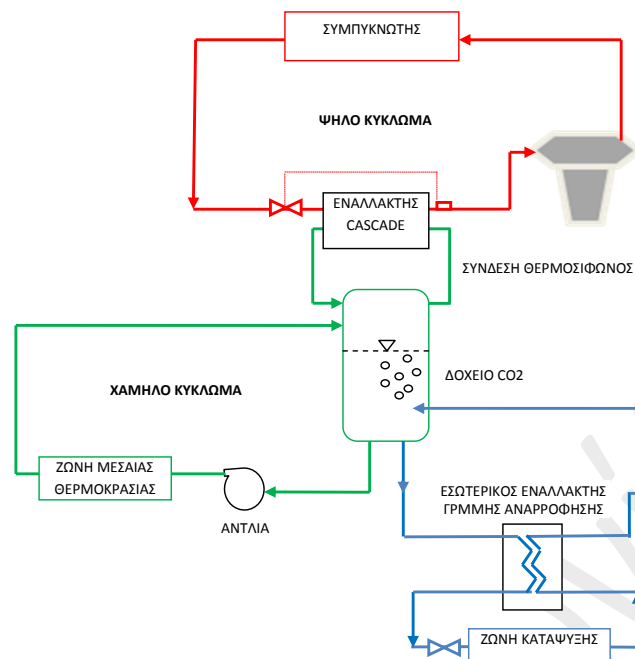 ΣΥΜΠΥΚΝΩΤΗΣ
ΨΗΛΟ ΚΥΚΛΩΜΑ
ΕΝΑΛΛΑΚΤΗΣ
CASCADE
ΣΥΝΔΕΣΗ ΘΕΡΜΟΣΙΦΩΝΟΣ
ΧΑΜΗΛΟ ΚΥΚΛΩΜΑ
ΔΟΧΕΙΟ CO2
ΖΩΝΗ ΜΕΣΑΙΑΣ
ΘΕΡΜΟΚΡΑΣΙΑΣ
ΑΝΤΛΙΑ
ΕΣΩΤΕΡΙΚΟΣ ΕΝΑΛΛΑΚΤΗΣ
ΓΡΜΜΗΣ ΑΝΑΡΡΟΦΗΣΗΣ
ΖΩΝΗ ΚΑΤΑΨΥΞΗΣ